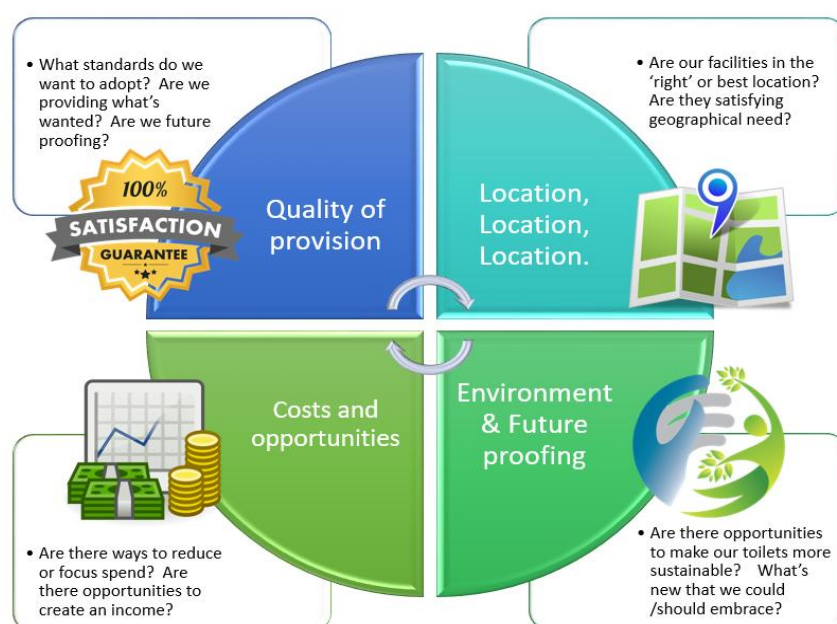 • What standards do we
want to adopt?  Are we
providing what's
wanted?  Are we future
proofing?
100%
SATISFACTION
GUARANTEE
Quality of
provision
• Are our facilities in the
‘right’ or best location?
Are they satisfying
geographical need?
Location,
Location,
Location.
Costs and
opportunities
• Are there ways to reduce
or focus spend?  Are
there opportunities to
create an income?
Environment
& Future
proofing
• Are there opportunities
to make our toilets more
sustainable?   What's
new that we could
/should embrace?